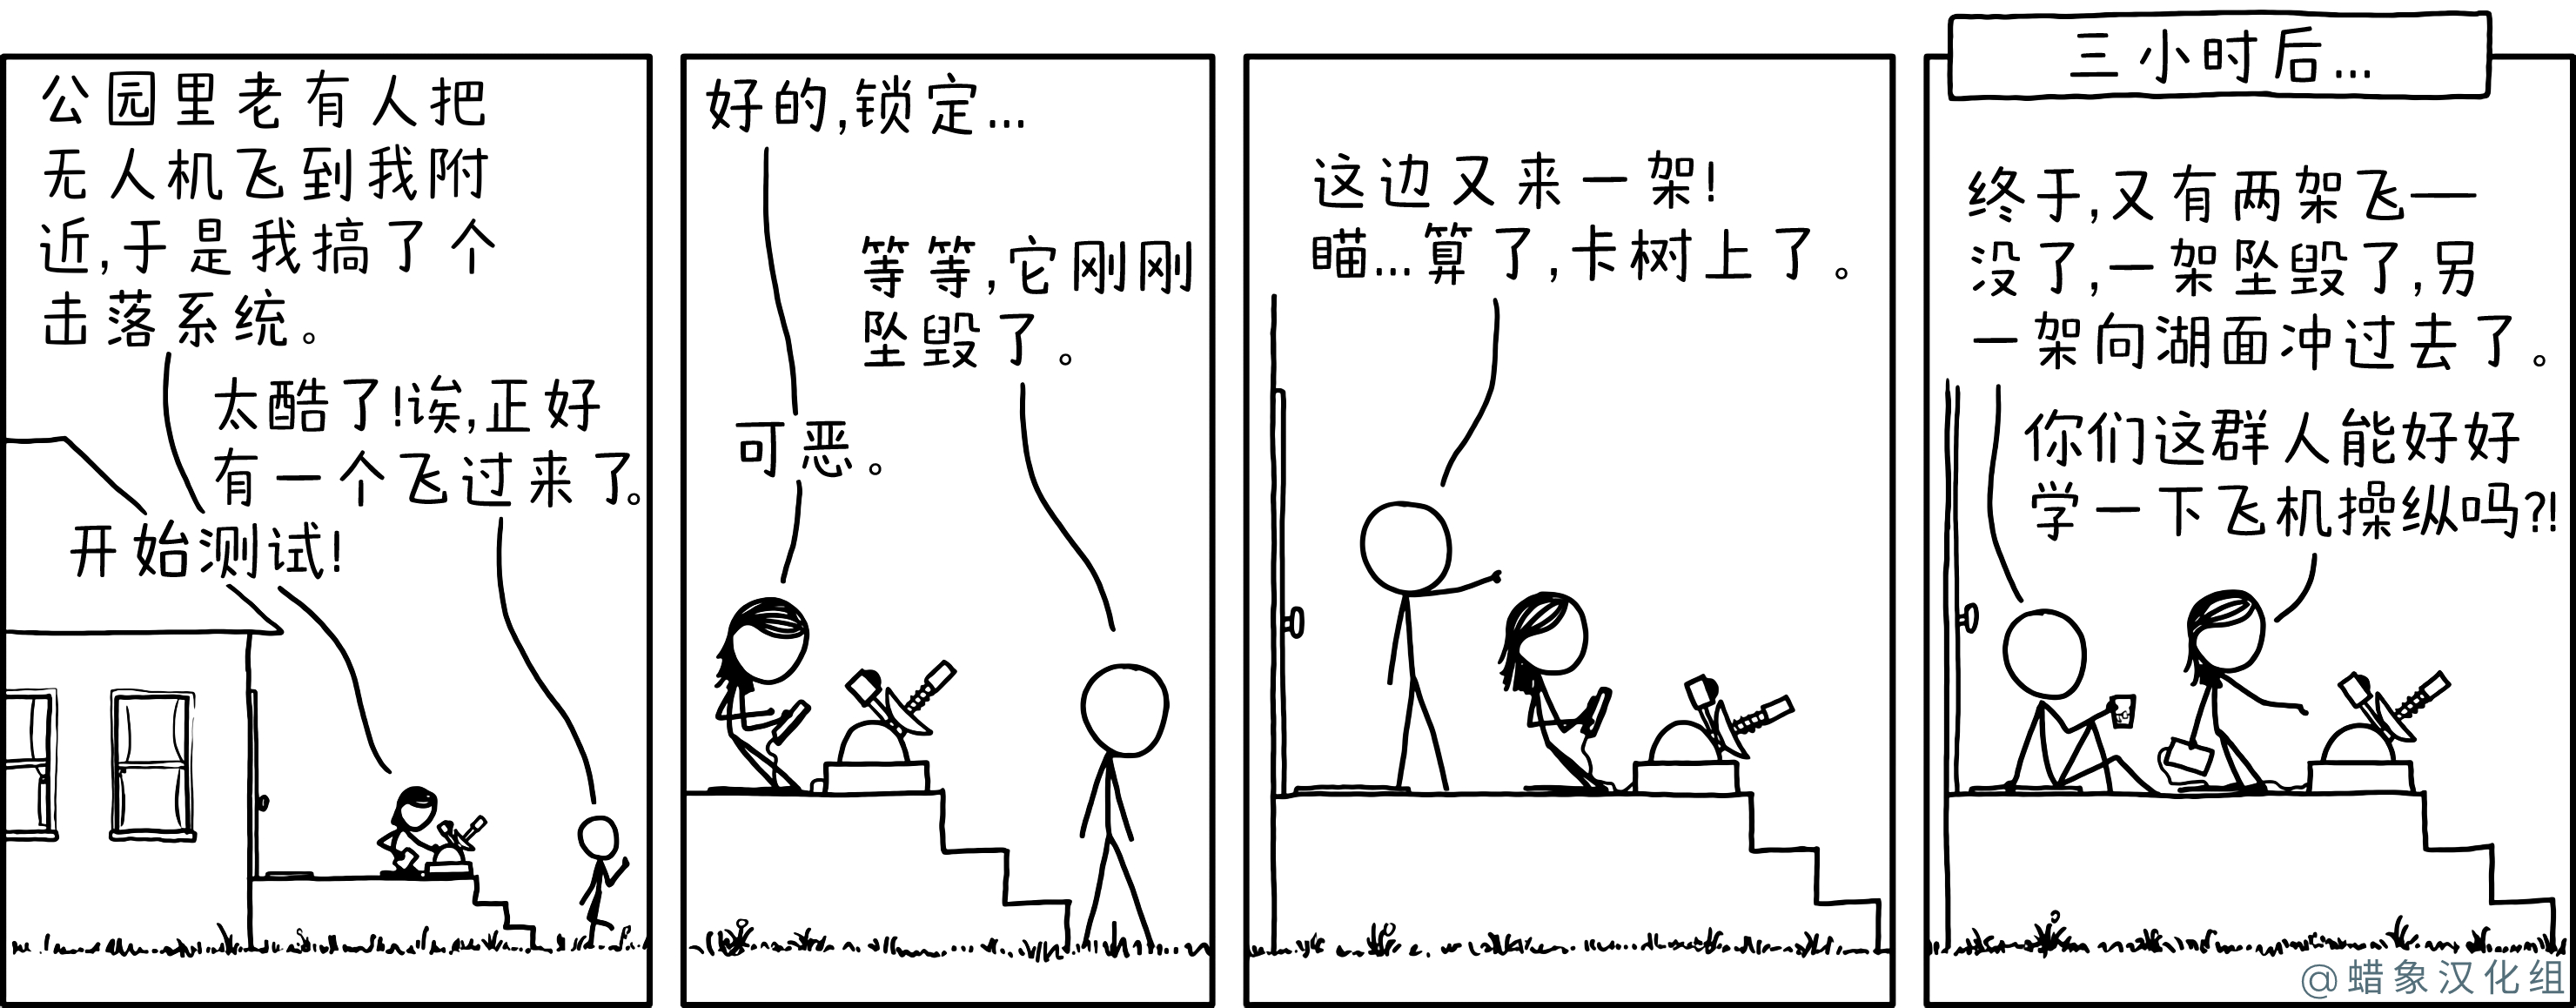 公园里老有人把
无人机飞到我附
近,于是我搞了个
击落系统。
太酷了!诶,正好
有一个飞过来了。
开始测试!
好的,锁定...
等等,它刚刚
坠毁了。
可恶。
这边又来一架!
瞄...算了,卡树上了。
三小时后...
终于,又有两架飞——
没了,一架坠毁了,另
一架向湖面冲过去了。
你们这群人能好好
学一下飞机操纵吗?!
@蜡象汉化组